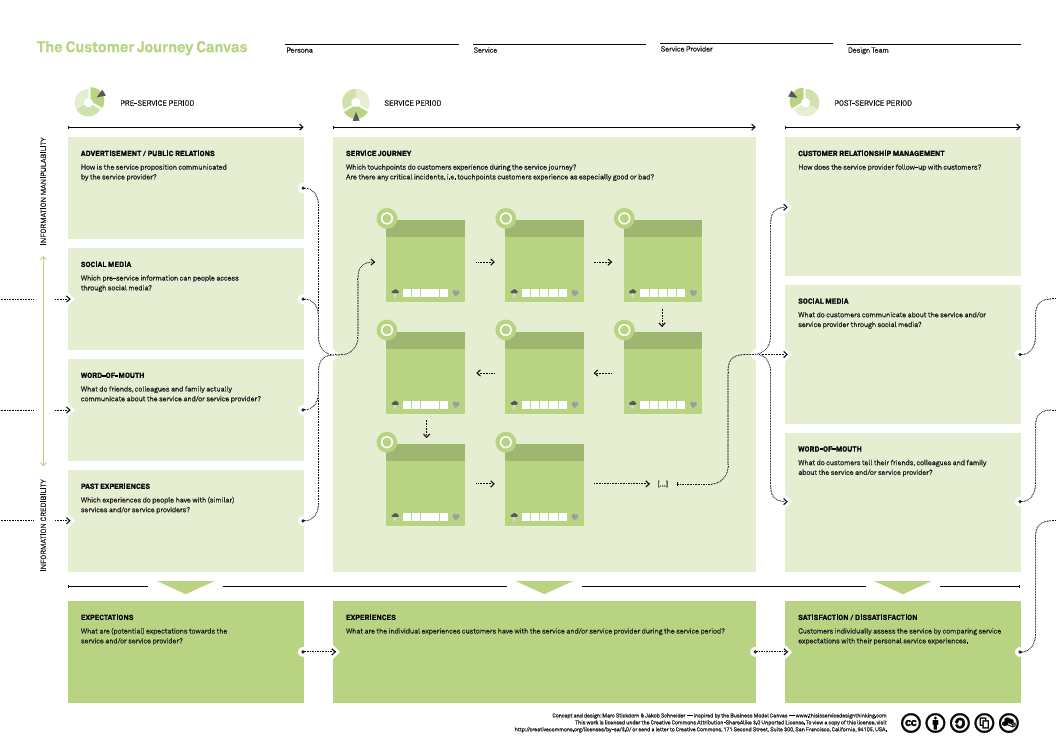 The Customer Journey Canvas
Persona
Service
Service Provider
Design Team
PRE-SERVICE PERIOD
SERVICE PERIOD
POST-SERVICE PERIOD
INFORMATION MANIPULABILITY
INFORMATION CREDIBILITY
ADVERTISEMENT / PUBLIC RELATIONS
How is the service proposition communicated
by the service provider?
SOCIAL MEDIA
Which pre-service information can people access
through social media?
WORD-OF-MOUTH
What do friends, colleagues and family actually
communicate about the service and/or service provider?
PAST EXPERIENCES
Which experiences do people have with (similar)
services and/or service providers?
SERVICE JOURNEY
Which touchpoints do customers experience during the service journey?
Are there any critical incidents, i.e. touchpoints customers experience as especially good or bad?
[...]
CUSTOMER RELATIONSHIP MANAGEMENT
How does the service provider follow-up with customers?
SOCIAL MEDIA
What do customers communicate about the service and/or
service provider through social media?
WORD-OF-MOUTH
What do customers tell their friends, colleagues and family
about the service and/or service provider?
EXPECTATIONS
What are (potential) expectations towards the
service and/or service provider?
EXPERIENCES
What are the individual experiences customers have with the service and/or service provider during the service period?
SATISFACTION / DISSATISFACTION
Customers individually assess the service by comparing service
expectations with their personal service experiences.
Concept and design: Marc Stickdorn & Jakob Schneider — inspired by the Business Model Canvas — www.thisisservicedesignthinking.com
This work is licensed under the Creative Commons Attribution-ShareAlike 3.0 Unported License. To view a copy of this license, visit
http://creativecommons.org/licenses/by-sa/3.0/ or send a letter to Creative Commons, 171 Second Street, Suite 300, San Francisco, California, 94105, USA.
cc